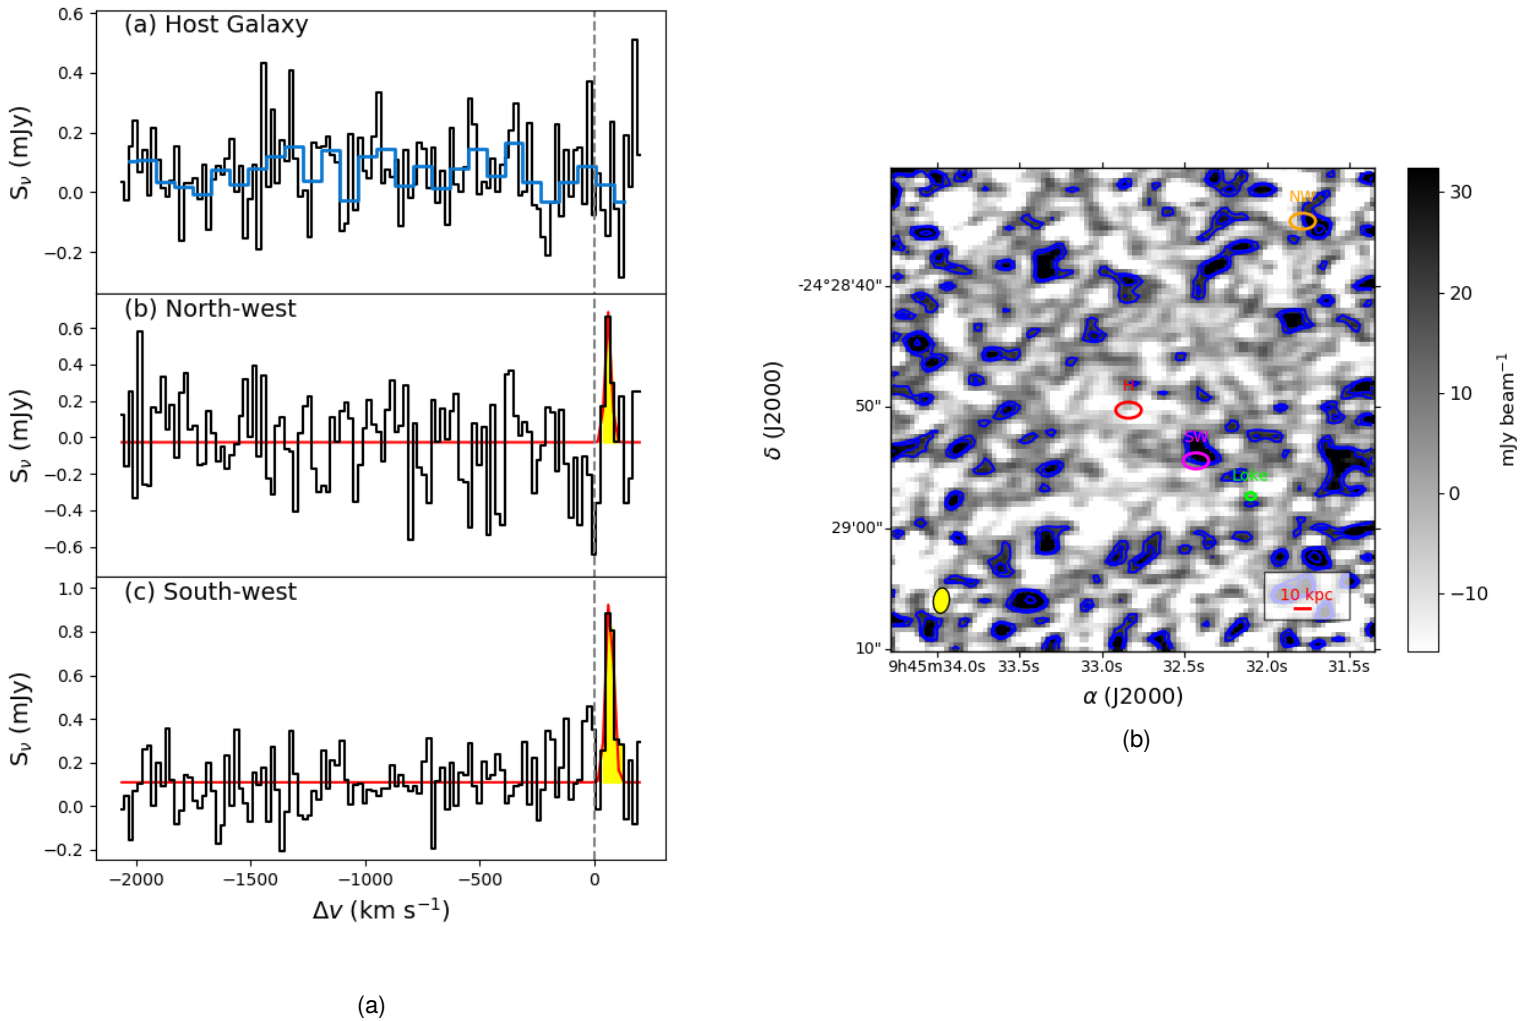 (a) Host Galaxy
0.6
0.4
0.2
0.0
−0.2
Sν (mJy)
(b) North-west
0.6
0.4
0.2
0.0
−0.2
−0.4
−0.6
Sν (mJy)
(c) South-west
1.0
0.8
0.6
0.4
0.2
0.0
−0.2
Sν (mJy)
−2000 −1500 −1000 −500 0
Δv (km s⁻¹)
(a)
NW
H
SW
Loke
10 kpc
-24°28'40"
50"
29'00"
10"
δ (J2000)
9h45m34.0s 33.5s 33.0s 32.5s 32.0s 31.5s
α (J2000)
30
20
10
0
−10
mJy beam⁻¹
(b)